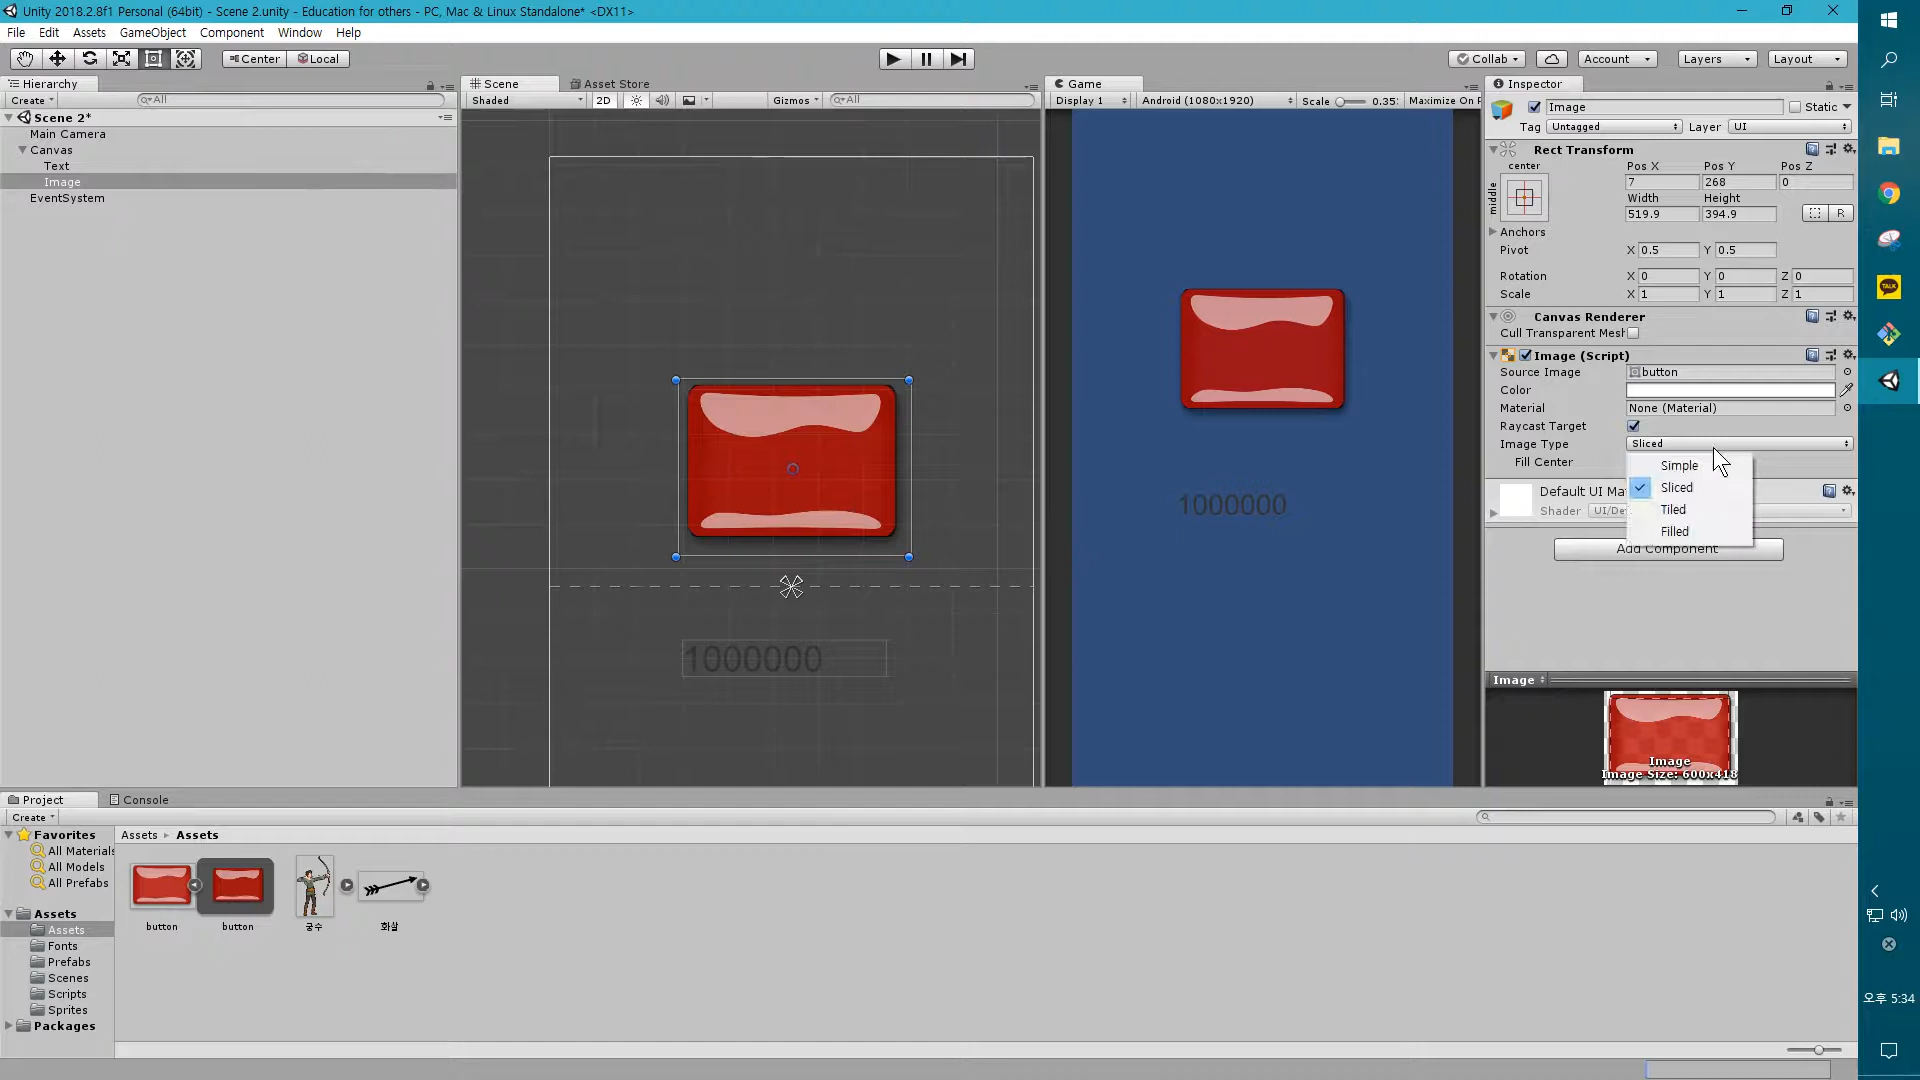 Unity 2018.2.8f1 Personal (64bit) - Scene 2.unity - Education for others - PC, Mac & Linux Standalone* <DX11>
File Edit Assets GameObject Component Window Help
Center Local
Collab Account Layers Layout
Hierarchy
Create All
Scene 2*
Main Camera
Canvas
Text
Image
EventSystem
Scene Asset Store
Shaded 2D Gizmos All
1000000
Game
Display 1 Android (1080x1920) Scale 0.35: Maximize On P
1000000
Inspector
Image Static
Tag Untagged Layer UI
Rect Transform
center
middle
Pos X Pos Y Pos Z
7 268 0
Width Height
519.9 394.9
R
Anchors
Pivot X 0.5 Y 0.5
Rotation X 0 Y 0 Z 0
Scale X 1 Y 1 Z 1
Canvas Renderer
Cull Transparent Mesh
Image (Script)
Source Image button
Color
Material None (Material)
Raycast Target
Image Type Sliced
Fill Center
Simple
Sliced
Tiled
Filled
Default UI Ma
Shader UI/De
Add Component
Image
Image
Image Size: 600x418
Project Console
Create
Favorites
All Materials
All Models
All Prefabs
Assets
Assets
Fonts
Prefabs
Scenes
Scripts
Sprites
Packages
Assets Assets
button button 궁수 화살
TALK
오후 5:34